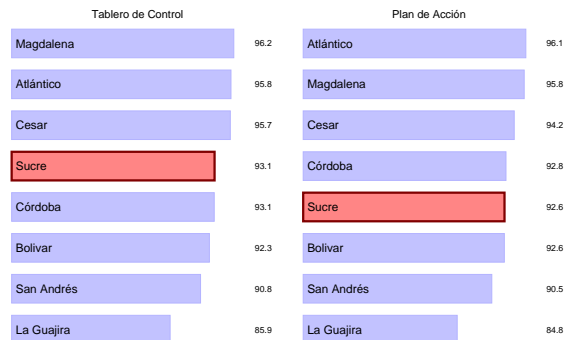 Tablero de Control
Magdalena 96.2
Atlántico 95.8
Cesar 95.7
Sucre 93.1
Córdoba 93.1
Bolivar 92.3
San Andrés 90.8
La Guajira 85.9
Plan de Acción
Atlántico 96.1
Magdalena 95.8
Cesar 94.2
Córdoba 92.8
Sucre 92.6
Bolivar 92.6
San Andrés 90.5
La Guajira 84.8